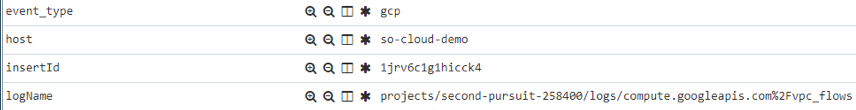 event_type gcp
host so-cloud-demo
insertId 1jrv6c1g1hicck4
logName projects/second-pursuit-258400/logs/compute.googleapis.com%2Fvpc_flows